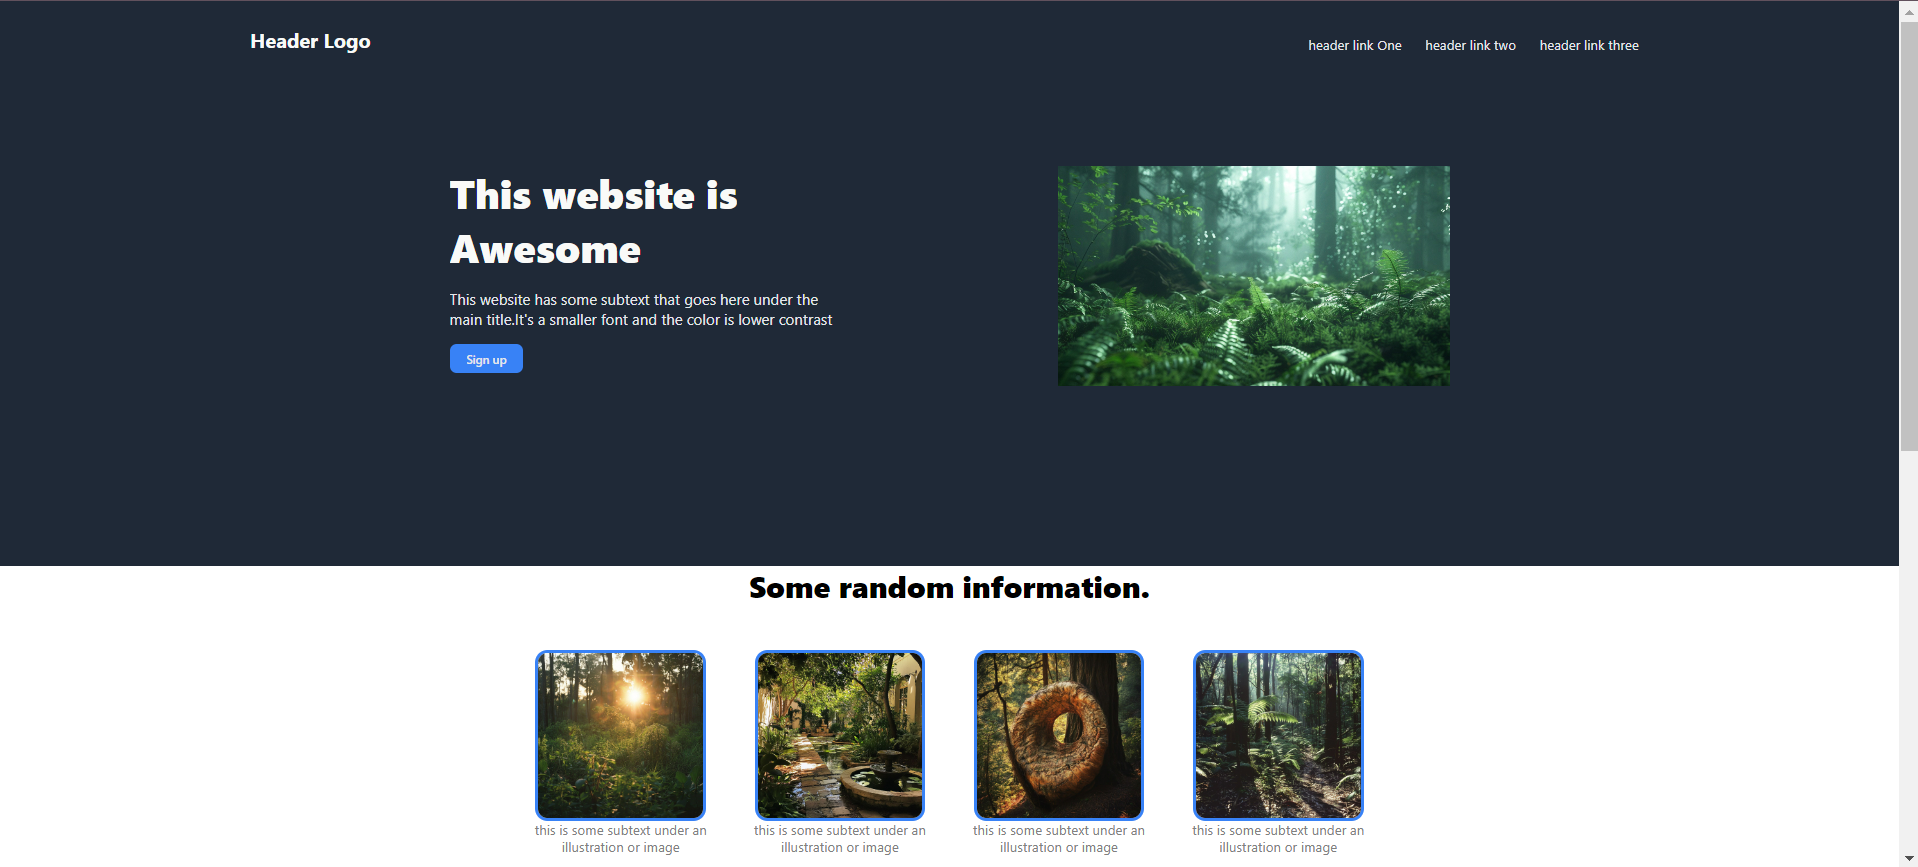 Header Logo
header link One
header link two
header link three
This website is
Awesome
This website has some subtext that goes here under the
main title.It's a smaller font and the color is lower contrast
Sign up
Some random information.
this is some subtext under an
illustration or image
this is some subtext under an
illustration or image
this is some subtext under an
illustration or image
this is some subtext under an
illustration or image